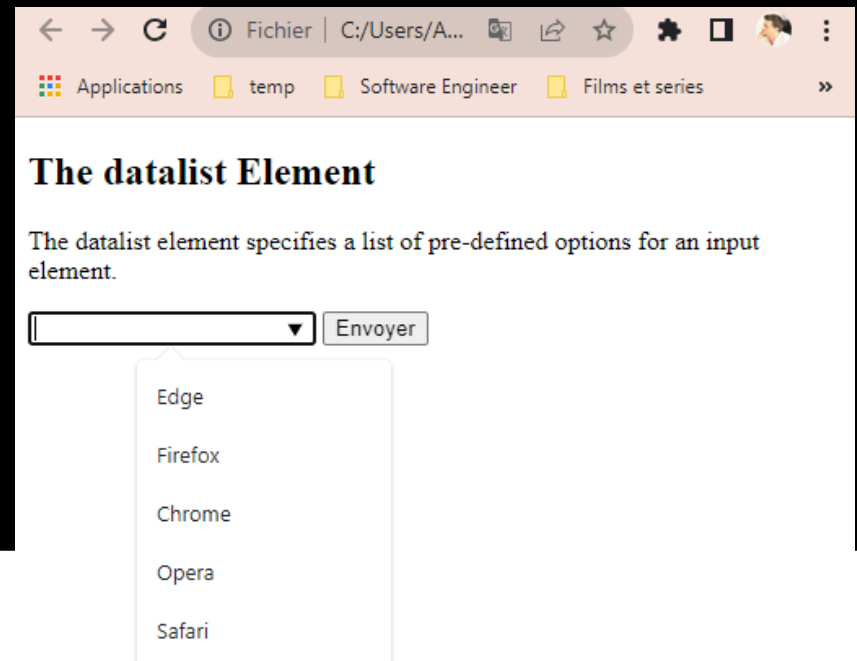 Fichier C:/Users/A...
Applications temp Software Engineer Films et series »
The datalist Element
The datalist element specifies a list of pre-defined options for an input
element.
Envoyer
Edge
Firefox
Chrome
Opera
Safari